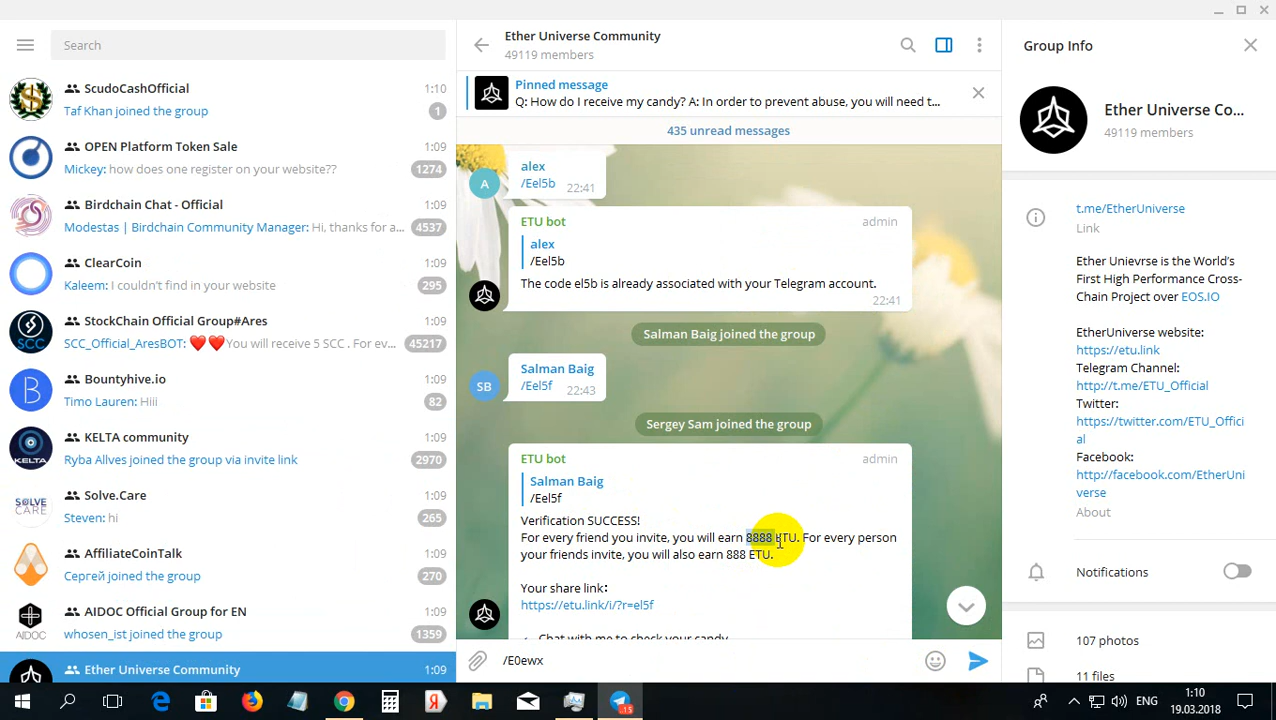 Search
ScudoCashOfficial 1:10
Taf Khan joined the group 1
OPEN Platform Token Sale 1:09
Mickey: how does one register on your website?? 1274
Birdchain Chat - Official 1:09
Modestas | Birdchain Community Manager: Hi, thanks for a... 4537
ClearCoin 1:09
Kaleem: I couldn't find in your website 295
StockChain Official Group#Ares 1:09
SCC_Official_AresBOT: ❤️❤️You will receive 5 SCC . For ev... 45217
Bountyhive.io 1:09
Timo Lauren: Hiii 82
KELTA community 1:09
Ryba Allves joined the group via invite link 2970
Solve.Care 1:09
Steven: hi 265
AffiliateCoinTalk 1:09
Сергей joined the group 270
AIDOC Official Group for EN 1:09
whosen_ist joined the group 1359
Ether Universe Community 1:09
SCC
KELTA
SOLVE
CARE
AIDOC
Ether Universe Community
49119 members
Pinned message
Q: How do I receive my candy? A: In order to prevent abuse, you will need t...
435 unread messages
A
alex
/Eel5b 22:41
ETU bot admin
alex
/Eel5b
The code el5b is already associated with your Telegram account.
22:41
Salman Baig joined the group
SB
Salman Baig
/Eel5f 22:43
Sergey Sam joined the group
ETU bot admin
Salman Baig
/Eel5f
Verification SUCCESS!
For every friend you invite, you will earn 8888 ETU. For every person
your friends invite, you will also earn 888 ETU.
Your share link:
https://etu.link/i/?r=el5f
Chat with me to check your candy
/E0ewx
Group Info
Ether Universe Co...
49119 members
t.me/EtherUniverse
Link
Ether Unievrse is the World's
First High Performance Cross-
Chain Project over EOS.IO
EtherUniverse website:
https://etu.link
Telegram Channel:
http://t.me/ETU_Official
Twitter:
https://twitter.com/ETU_Offici
al
Facebook:
http://facebook.com/EtherUni
verse
About
Notifications
107 photos
11 files
15
ENG
1:10
19.03.2018